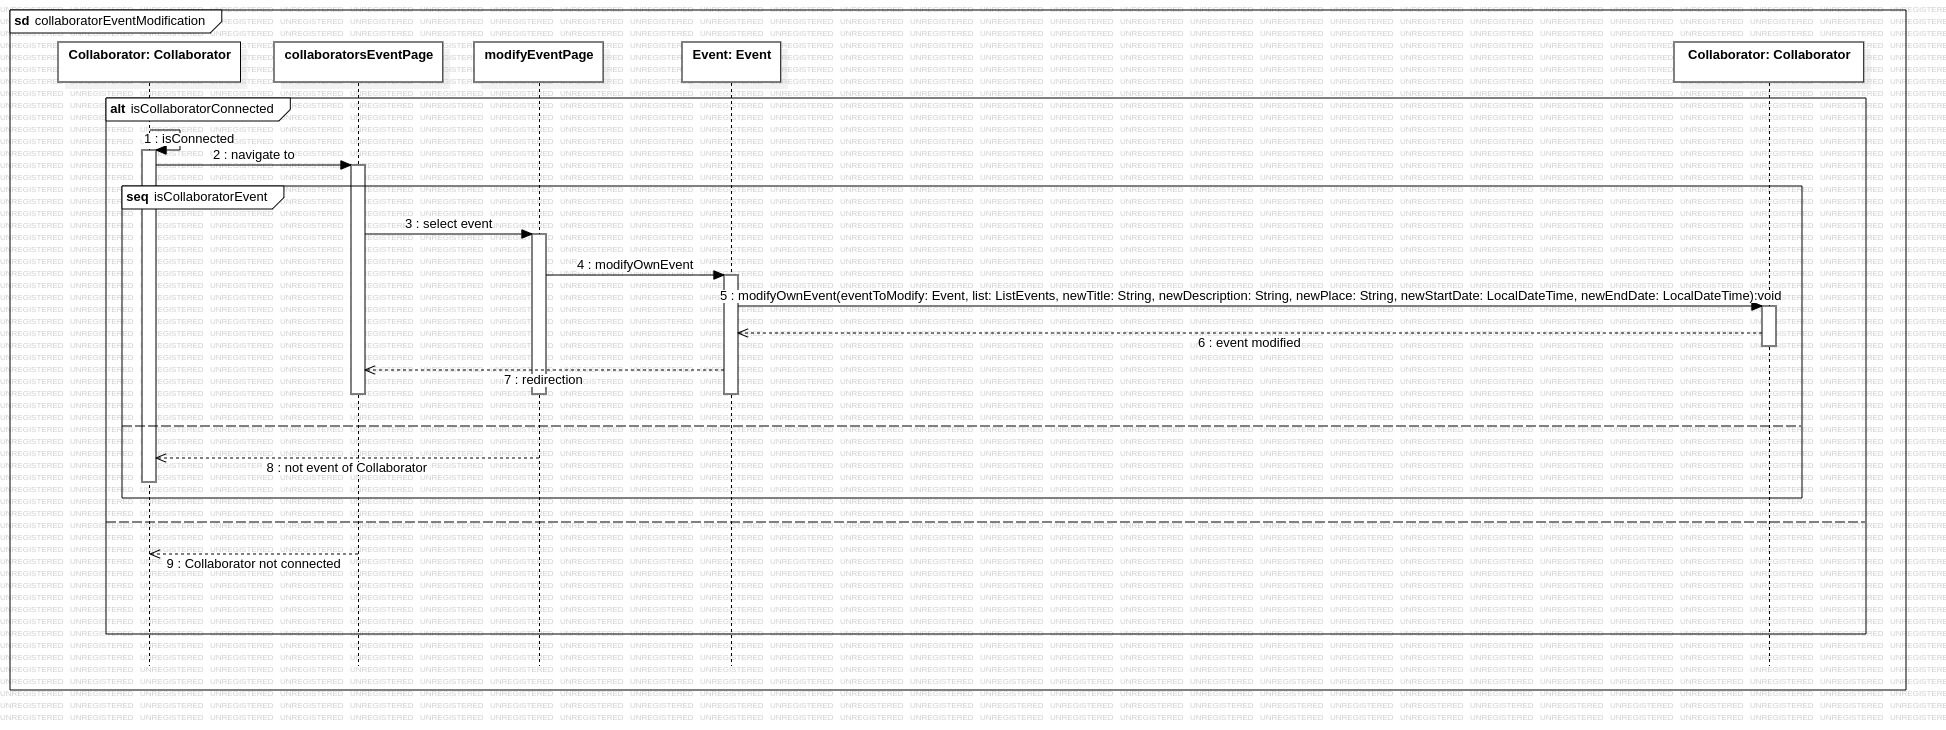 sd collaboratorEventModification
Collaborator: Collaborator
collaboratorsEventPage
modifyEventPage
Event: Event
Collaborator: Collaborator
alt isCollaboratorConnected
1 : isConnected
2 : navigate to
seq isCollaboratorEvent
3 : select event
4 : modifyOwnEvent
5 : modifyOwnEvent(eventToModify: Event, list: ListEvents, newTitle: String, newDescription: String, newPlace: String, newStartDate: LocalDateTime, newEndDate: LocalDateTime):void
6 : event modified
7 : redirection
8 : not event of Collaborator
9 : Collaborator not connected
UNREGISTERED